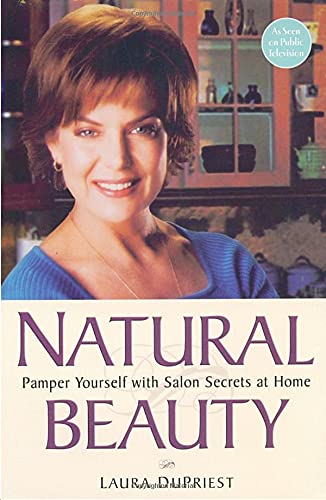 As Seen
on Public
Television
NATURAL
Pamper Yourself with Salon Secrets at Home
BEAUTY
LAURA DUPRIEST